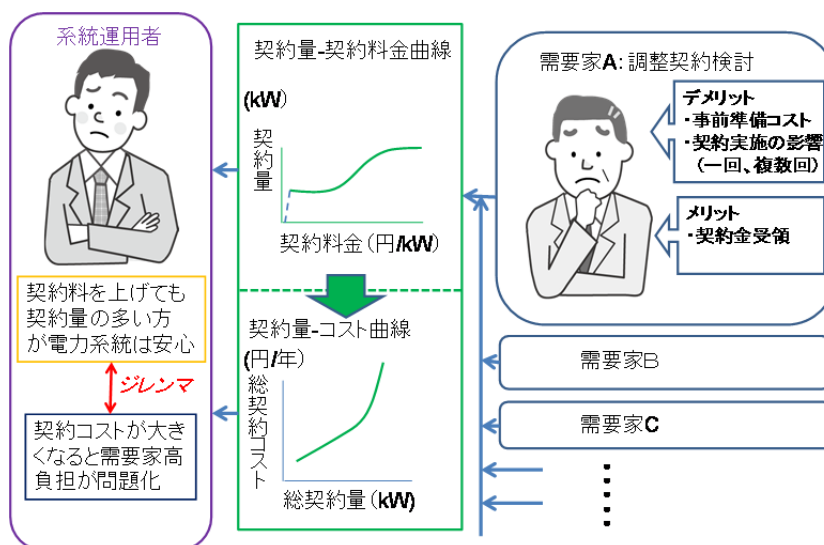 系統運用者
契約料を上げても
契約量の多い方
が電力系統は安心
ジレンマ
契約コストが大き
くなると需要家高
負担が問題化
契約量-契約料金曲線
(kW)
契約量
契約料金(円/kW)
契約量-コスト曲線
(円/年)
総契約コスト
総契約量(kW)
需要家A:調整契約検討
デメリット
・事前準備コスト
・契約実施の影響
(一回、複数回)
メリット
・契約金受領
需要家B
需要家C